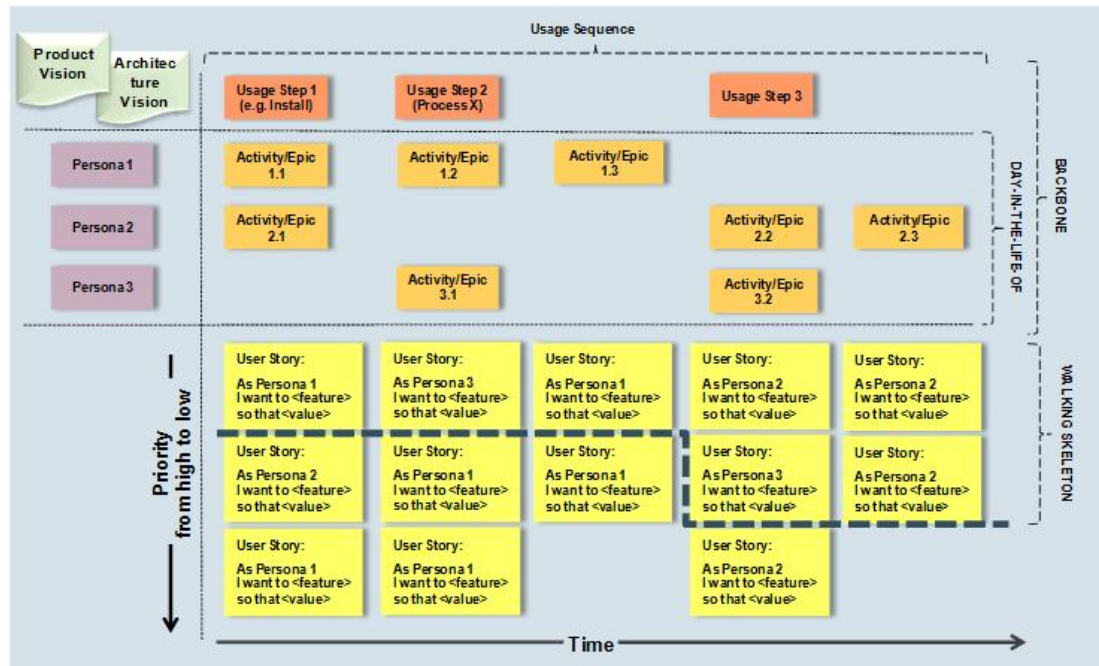 Usage Sequence
Product
Vision
Architec
ture
Vision
Usage Step 1
(e.g. Install)
Usage Step 2
(Process X)
Usage Step 3
BACKBONE
Persona 1
Activity/Epic
1.1
Activity/Epic
1.2
Activity/Epic
1.3
DAY-IN-THE-LIFE-OF
Persona 2
Activity/Epic
2.1
Activity/Epic
2.2
Activity/Epic
2.3
Persona 3
Activity/Epic
3.1
Activity/Epic
3.2
Priority
from high to low
User Story:
As Persona 1
I want to <feature>
so that <value>
User Story:
As Persona 3
I want to <feature>
so that <value>
User Story:
As Persona 1
I want to <feature>
so that <value>
User Story:
As Persona 2
I want to <feature>
so that <value>
User Story:
As Persona 2
I want to <feature>
so that <value>
WALKING SKELETON
User Story:
As Persona 2
I want to <feature>
so that <value>
User Story:
As Persona 1
I want to <feature>
so that <value>
User Story:
As Persona 1
I want to <feature>
so that <value>
User Story:
As Persona 3
I want to <feature>
so that <value>
User Story:
As Persona 2
I want to <feature>
so that <value>
User Story:
As Persona 1
I want to <feature>
so that <value>
User Story:
As Persona 1
I want to <feature>
so that <value>
User Story:
As Persona 2
I want to <feature>
so that <value>
Time